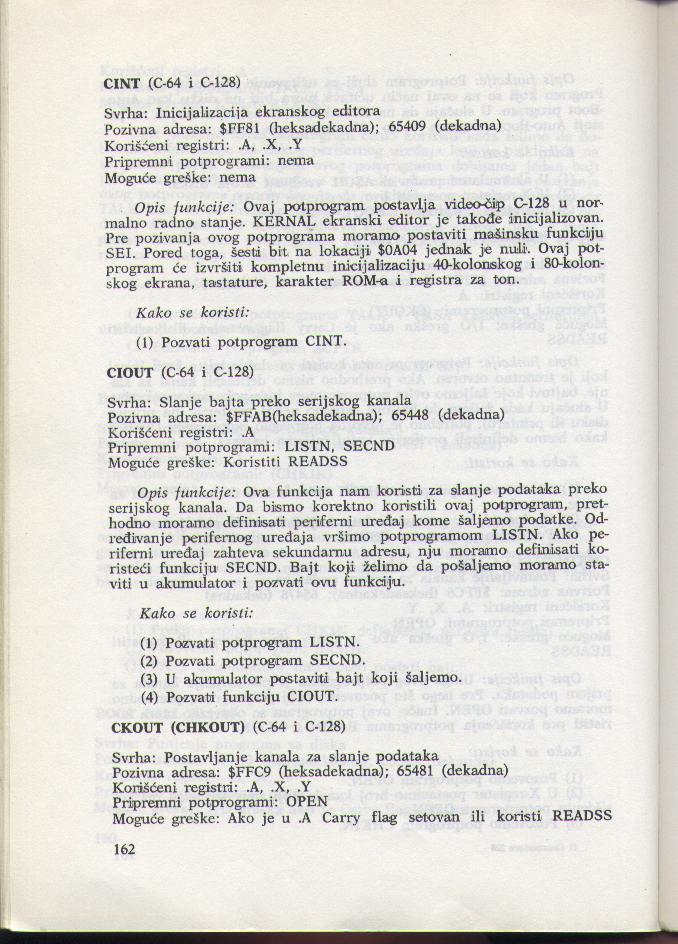 CINT (C-64 i C-128)
Svrha: Inicijalizacija ekranskog editora
Pozivna adresa: $FF81 (heksadekadna); 65409 (dekadna)
Korišćeni registri: .A, .X, .Y
Pripremni potprogrami: nema
Moguće greške: nema
Opis funkcije: Ovaj potprogram postavlja video-čip C-128 u nor-
malno radno stanje. KERNAL ekranski editor je takođe inicijalizovan.
Pre pozivanja ovog potprograma moramo postaviti mašinsku funkciju
SEI. Pored toga, šesti bit na lokaciji $0A04 jednak je nuli. Ovaj pot-
program će izvršiti kompletnu inicijalizaciju 40-kolonskog i 80-kolon-
skog ekrana, tastature, karakter ROM-a i registra za ton.
Kako se koristi:
(1) Pozvati potprogram CINT.
CIOUT (C-64 i C-128)
Svrha: Slanje bajta preko serijskog kanala
Pozivna adresa: $FFAB(heksadekadna); 65448 (dekadna)
Korišćeni registri: .A
Pripremni potprogrami: LISTN, SECND
Moguće greške: Koristiti READSS
Opis funkcije: Ova funkcija nam koristi za slanje podataka preko
serijskog kanala. Da bismo korektno koristili ovaj potprogram, pret-
hodno moramo definisati periferni uređaj kome šaljemo podatke. Od-
ređivanje perifernog uređaja vršimo potprogramom LISTN. Ako pe-
riferni uređaj zahteva sekundarnu adresu, nju moramo definisati ko-
risteći funkciju SECND. Bajt koji želimo da pošaljemo moramo sta-
viti u akumulator i pozvati ovu funkciju.
Kako se koristi:
(1) Pozvati potprogram LISTN.
(2) Pozvati potprogram SECND.
(3) U akumulator postaviti bajt koji šaljemo.
(4) Pozvati funkciju CIOUT.
CKOUT (CHKOUT) (C-64 i C-128)
Svrha: Postavljanje kanala za slanje podataka
Pozivna adresa: $FFC9 (heksadekadna); 65481 (dekadna)
Korišćeni registri: .A, .X, .Y
Pripremni potprogrami: OPEN
Moguće greške: Ako je u .A Carry flag setovan ili koristi READSS
162